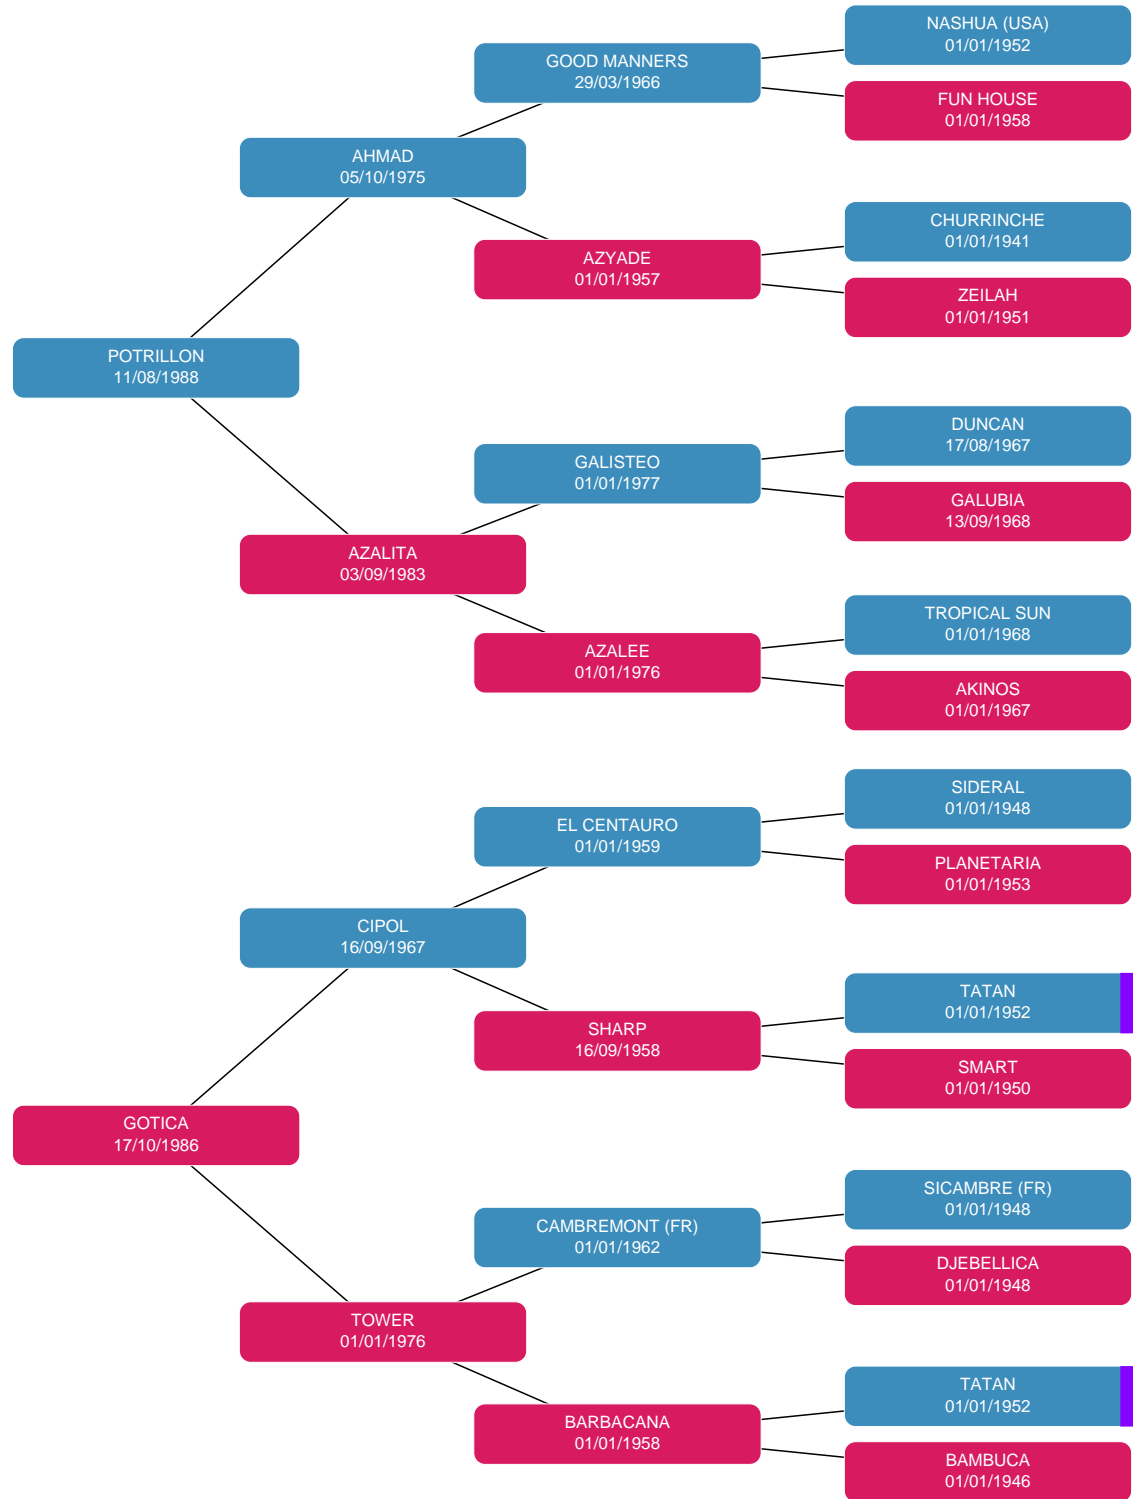 NASHUA (USA)
01/01/1952
GOOD MANNERS
29/03/1966
FUN HOUSE
01/01/1958
AHMAD
05/10/1975
CHURRINCHE
01/01/1941
AZYADE
01/01/1957
ZEILAH
01/01/1951
POTRILLON
11/08/1988
DUNCAN
17/08/1967
GALISTEO
01/01/1977
GALUBIA
13/09/1968
AZALITA
03/09/1983
TROPICAL SUN
01/01/1968
AZALEE
01/01/1976
AKINOS
01/01/1967
SIDERAL
01/01/1948
EL CENTAURO
01/01/1959
PLANETARIA
01/01/1953
CIPOL
16/09/1967
TATAN
01/01/1952
SHARP
16/09/1958
SMART
01/01/1950
GOTICA
17/10/1986
SICAMBRE (FR)
01/01/1948
CAMBREMONT (FR)
01/01/1962
DJEBELLICA
01/01/1948
TOWER
01/01/1976
TATAN
01/01/1952
BARBACANA
01/01/1958
BAMBUCA
01/01/1946